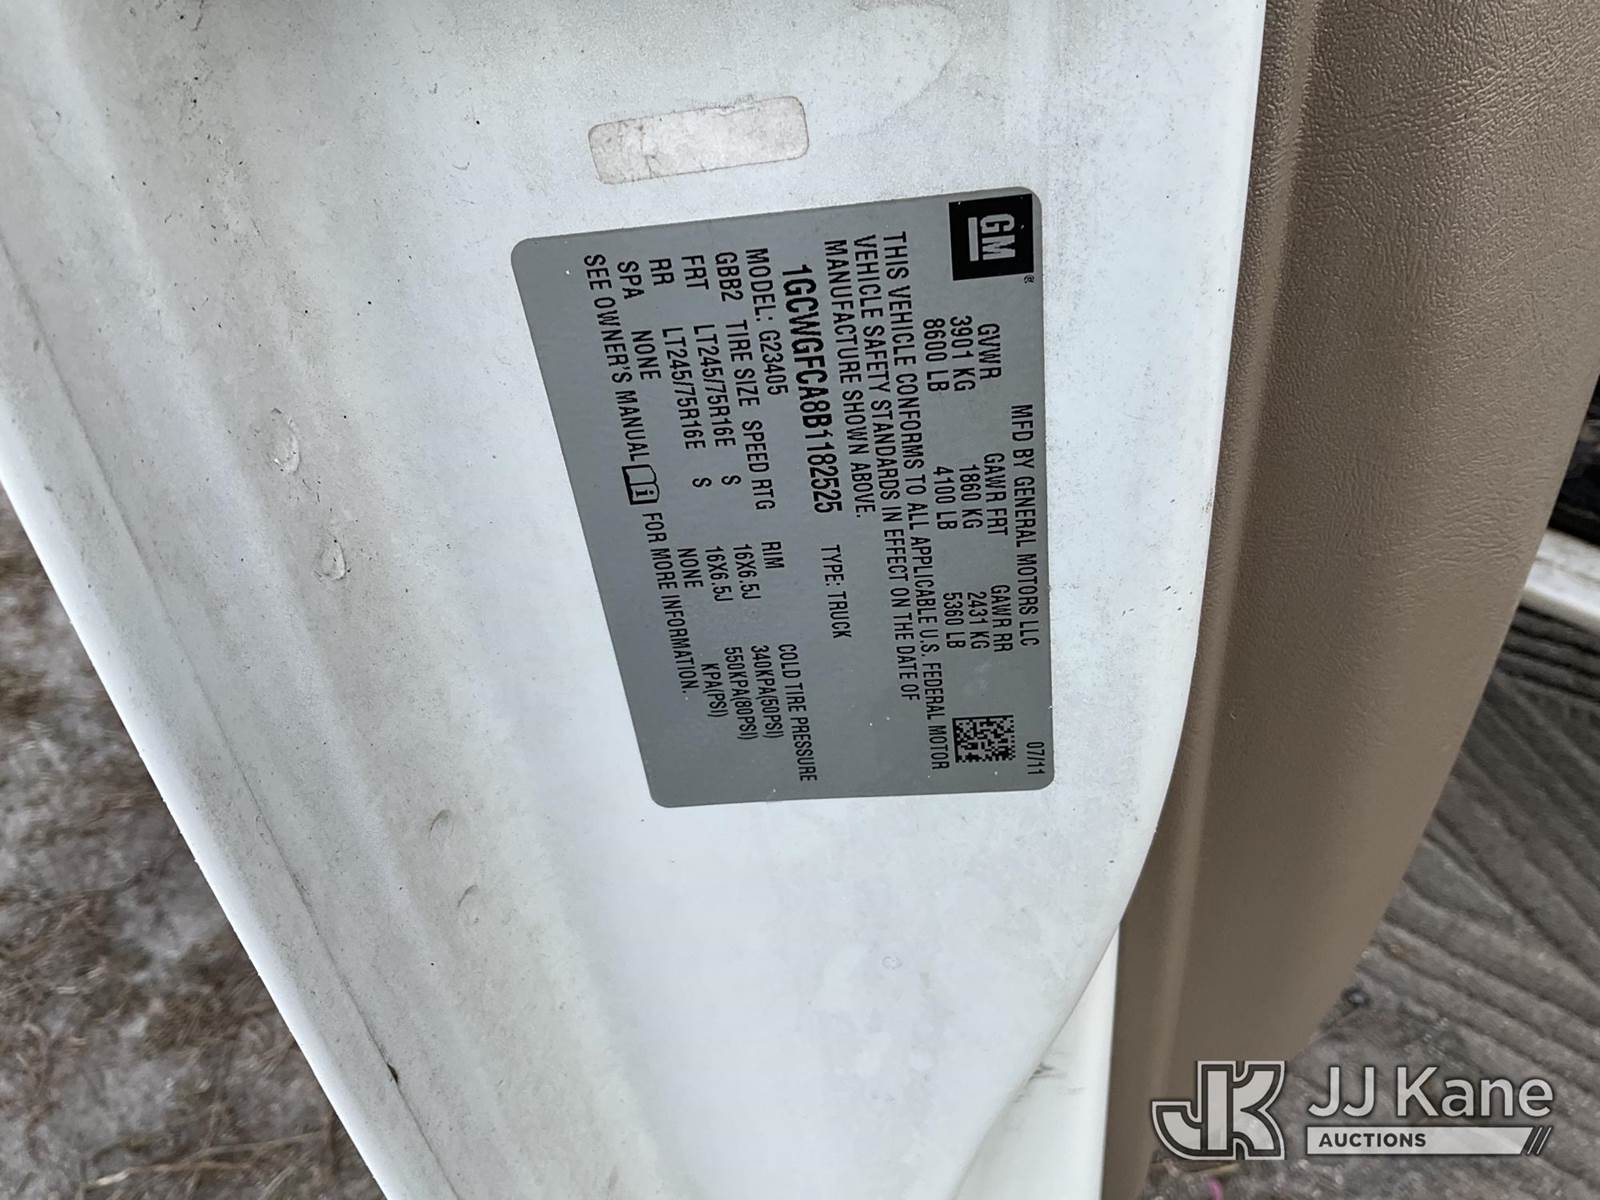 GM
®
MFD BY GENERAL MOTORS LLC 07/11
GVWR GAWR FRT GAWR RR
3901 KG 1860 KG 2431 KG
8600 LB 4100 LB 5360 LB
THIS VEHICLE CONFORMS TO ALL APPLICABLE U.S. FEDERAL MOTOR
VEHICLE SAFETY STANDARDS IN EFFECT ON THE DATE OF
MANUFACTURE SHOWN ABOVE.
1GCWGFCA8B1182525 TYPE: TRUCK
MODEL: G23405
GBB2 TIRE SIZE SPEED RTG RIM COLD TIRE PRESSURE
FRT LT245/75R16E S 16X6.5J 340KPA(50PSI)
RR LT245/75R16E S 16X6.5J 550KPA(80PSI)
SPA NONE NONE KPA(PSI)
SEE OWNER'S MANUAL i FOR MORE INFORMATION.
JK JJ Kane
AUCTIONS